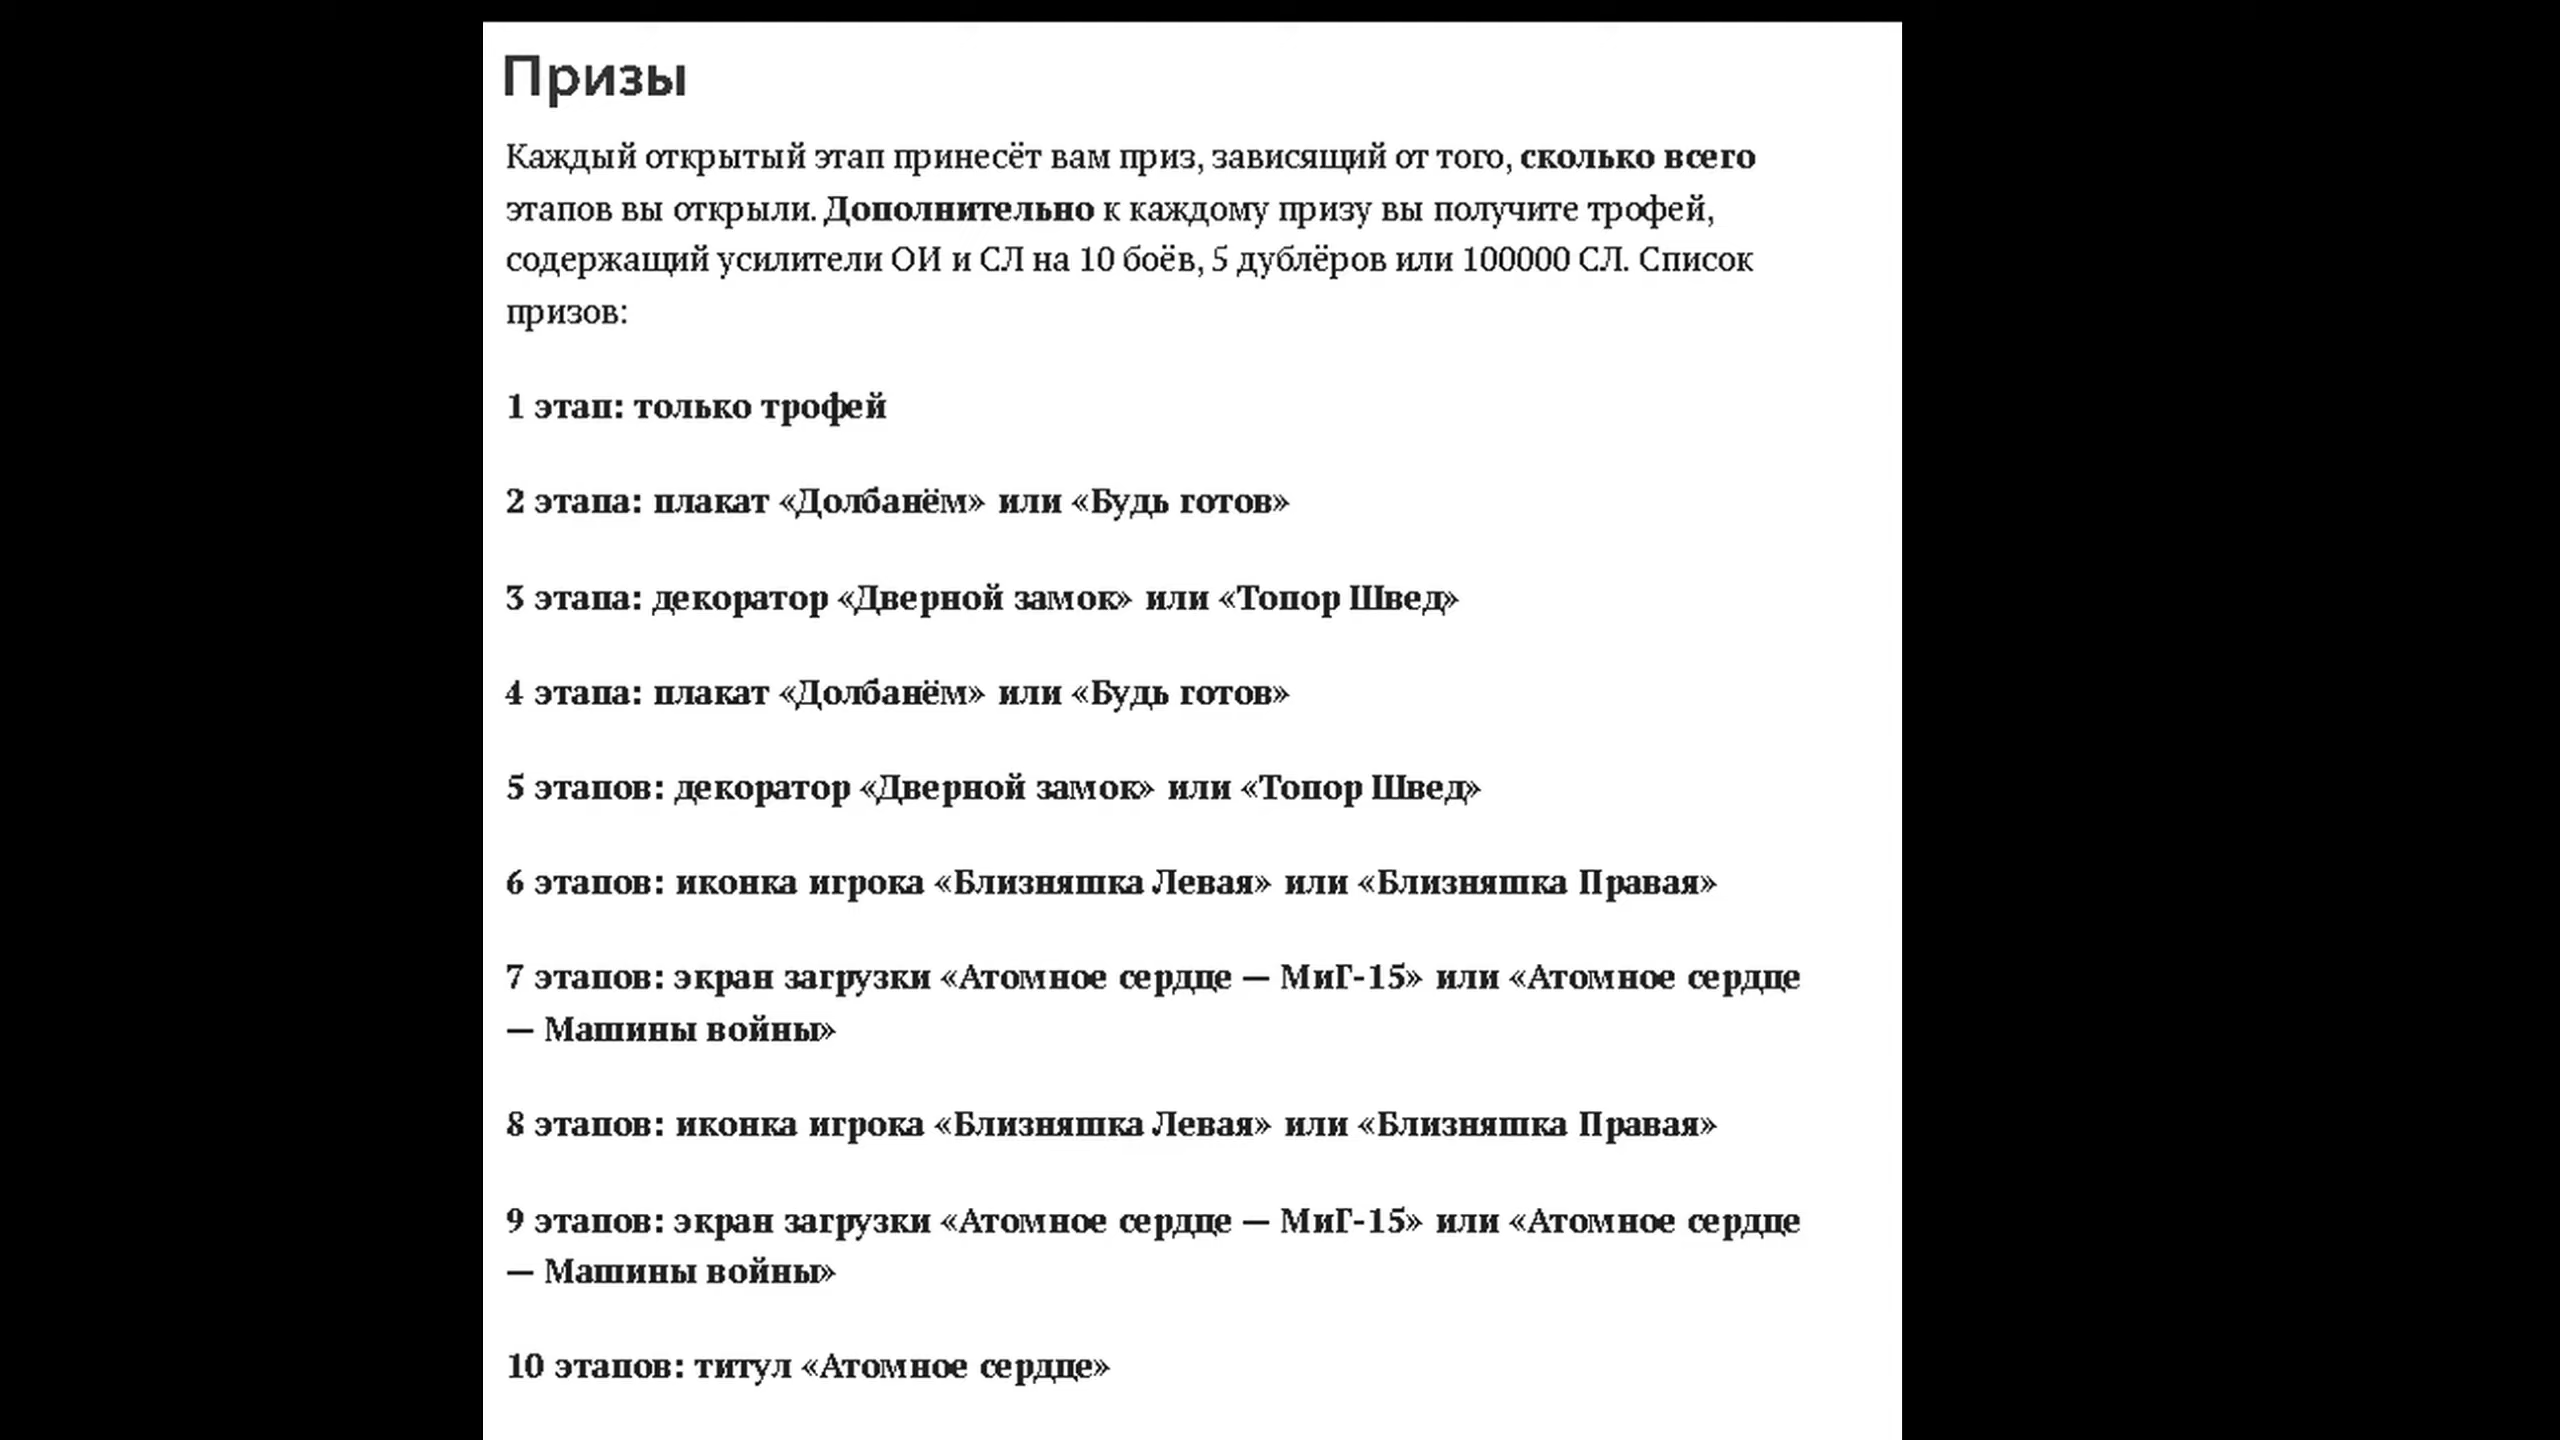 Призы
Каждый открытый этап принесёт вам приз, зависящий от того, сколько всего
этапов вы открыли. Дополнительно к каждому призу вы получите трофей,
содержащий усилители ОИ и СЛ на 10 боёв, 5 дублёров или 100000 СЛ. Список
призов:
1 этап: только трофей
2 этапа: плакат «Долбанём» или «Будь готов»
3 этапа: декоратор «Дверной замок» или «Топор Швед»
4 этапа: плакат «Долбанём» или «Будь готов»
5 этапов: декоратор «Дверной замок» или «Топор Швед»
6 этапов: иконка игрока «Близняшка Левая» или «Близняшка Правая»
7 этапов: экран загрузки «Атомное сердце — МиГ-15» или «Атомное сердце
— Машины войны»
8 этапов: иконка игрока «Близняшка Левая» или «Близняшка Правая»
9 этапов: экран загрузки «Атомное сердце — МиГ-15» или «Атомное сердце
— Машины войны»
10 этапов: титул «Атомное сердце»